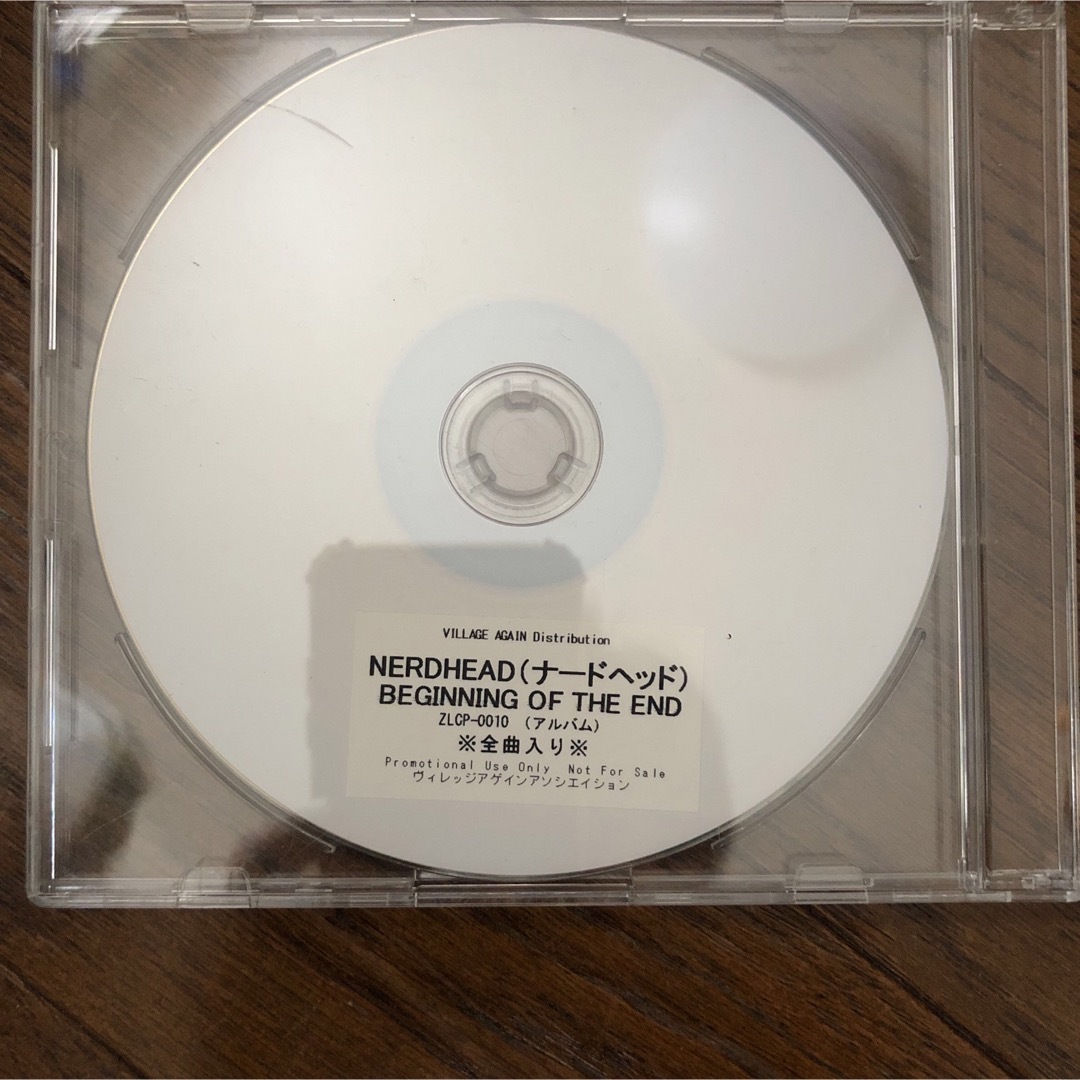 VILLAGE AGAIN Distribution
NERDHEAD(ナードヘッド)
BEGINNING OF THE END
ZLCP-0010 (アルバム)
※全曲入り※
Promotional Use Only Not For Sale
ヴィレッジアゲインアソシエイション